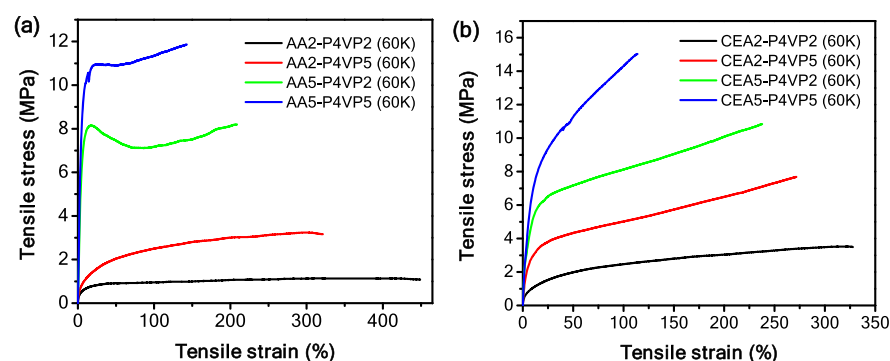 (a)
AA2-P4VP2 (60K)
AA2-P4VP5 (60K)
AA5-P4VP2 (60K)
AA5-P4VP5 (60K)
Tensile stress (MPa)
12
10
8
6
4
2
0
0 100 200 300 400
Tensile strain (%)
(b)
CEA2-P4VP2 (60K)
CEA2-P4VP5 (60K)
CEA5-P4VP2 (60K)
CEA5-P4VP5 (60K)
Tensile stress (MPa)
16
14
12
10
8
6
4
2
0
0 50 100 150 200 250 300 350
Tensile strain (%)